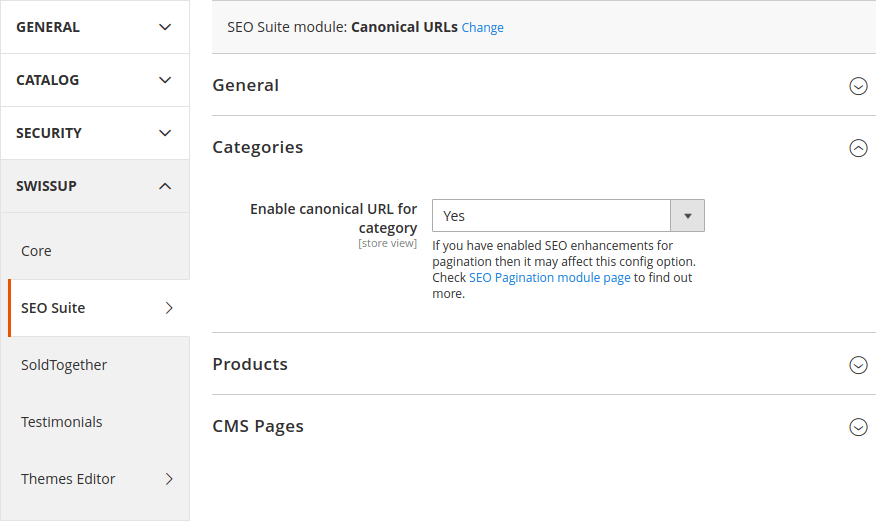 GENERAL
CATALOG
SECURITY
SWISSUP
Core
SEO Suite
SoldTogether
Testimonials
Themes Editor
SEO Suite module: Canonical URLs Change
General
Categories
Enable canonical URL for
category
[store view]
Yes
If you have enabled SEO enhancements for
pagination then it may affect this config option.
Check SEO Pagination module page to find out
more.
Products
CMS Pages